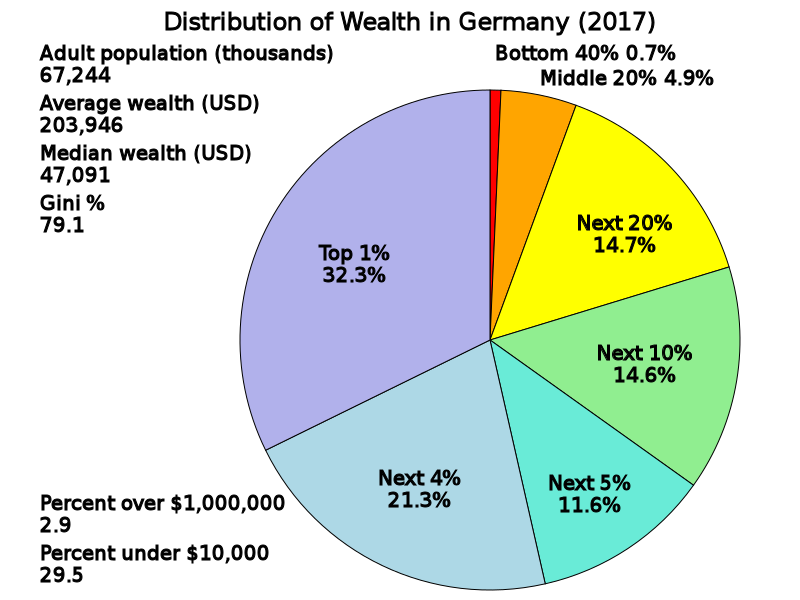 Distribution of Wealth in Germany (2017)
Adult population (thousands)
67,244
Average wealth (USD)
203,946
Median wealth (USD)
47,091
Gini %
79.1
Bottom 40% 0.7%
Middle 20% 4.9%
Next 20%
14.7%
Top 1%
32.3%
Next 10%
14.6%
Next 4%
21.3%
Next 5%
11.6%
Percent over $1,000,000
2.9
Percent under $10,000
29.5